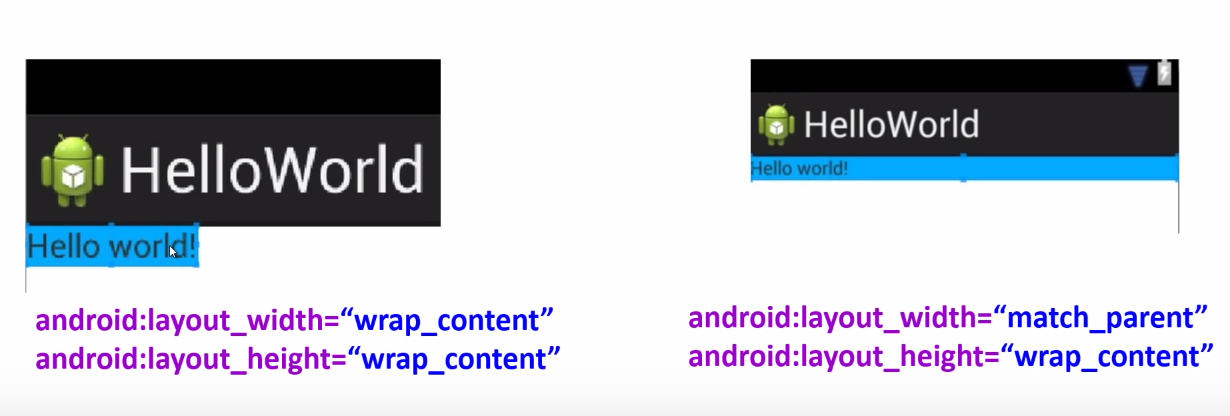 HelloWorld
Hello world!
android:layout_width=“wrap_content”
android:layout_height=“wrap_content”
HelloWorld
Hello world!
android:layout_width=“match_parent”
android:layout_height=“wrap_content”